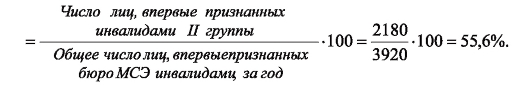 Число лиц, впервые признанных
инвалидами II группы
= ·100 = 2180/3920 ·100 = 55,6%.
Общее число лиц, впервыепризнанных
бюро МСЭ инвалидамц за год